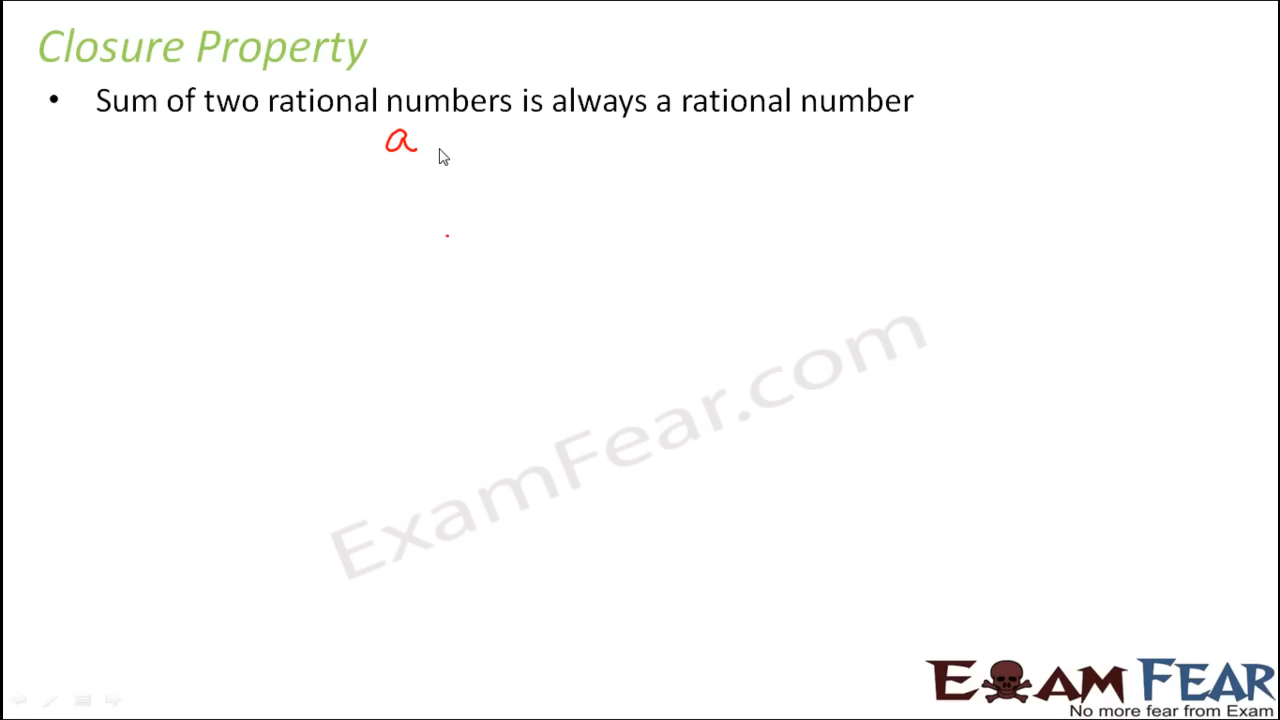 Closure Property
• Sum of two rational numbers is always a rational number
a
ExamFear.com
EXAM FEAR
No more fear from Exam